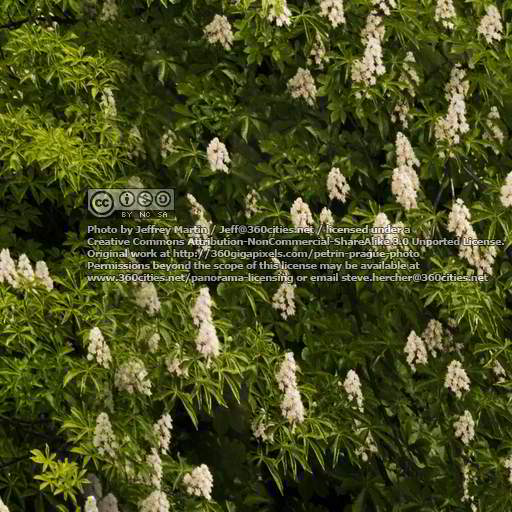 cc BY NC SA
Photo by Jeffrey Martin / Jeff@360cities.net / licensed under a
Creative Commons Attribution-NonCommercial-ShareAlike 3.0 Unported License.
Original work at http://360gigapixels.com/petrin-prague-photo
Permissions beyond the scope of this license may be available at
www.360cities.net/panorama-licensing or email steve.hercher@360cities.net